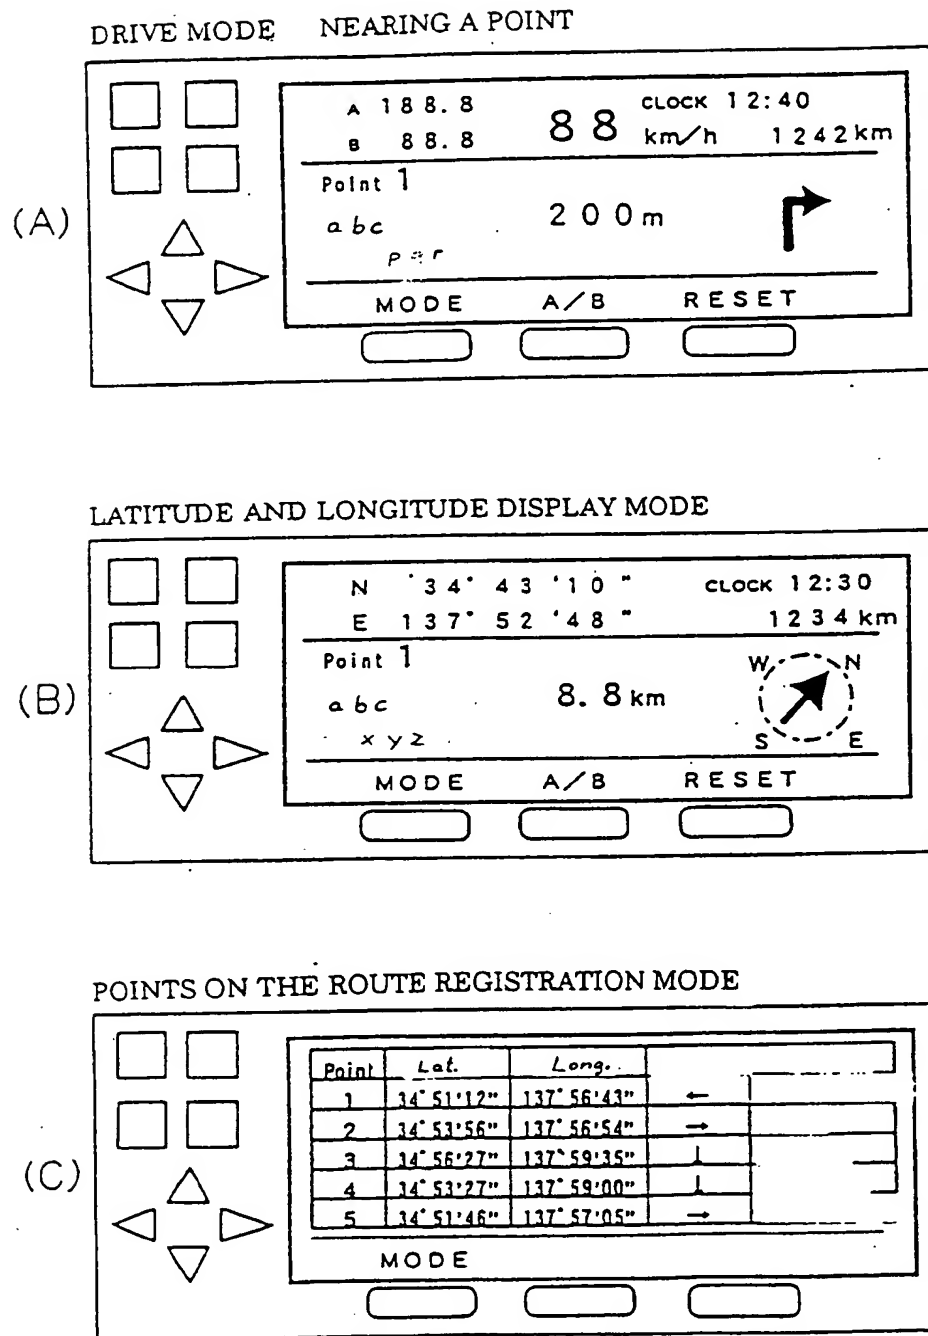 DRIVE MODE NEARING A POINT
(A)
A 188.8 88 km/h CLOCK 12:40
B 88.8 1242km
Point 1
abc 200m
MODE A/B RESET
LATITUDE AND LONGITUDE DISPLAY MODE
(B)
N 34° 43 '10 " CLOCK 12:30
E 137° 52 '48 " 1234 km
Point 1 W N
abc 8.8km
xyz S E
MODE A/B RESET
POINTS ON THE ROUTE REGISTRATION MODE
(C)
Point Lat. Long.
1 34°51'12" 137°56'43" ←
2 34°53'56" 137°56'54" →
3 34°56'27" 137°59'35"
4 34°53'27" 137°59'00"
5 34°51'46" 137°57'05" →
MODE